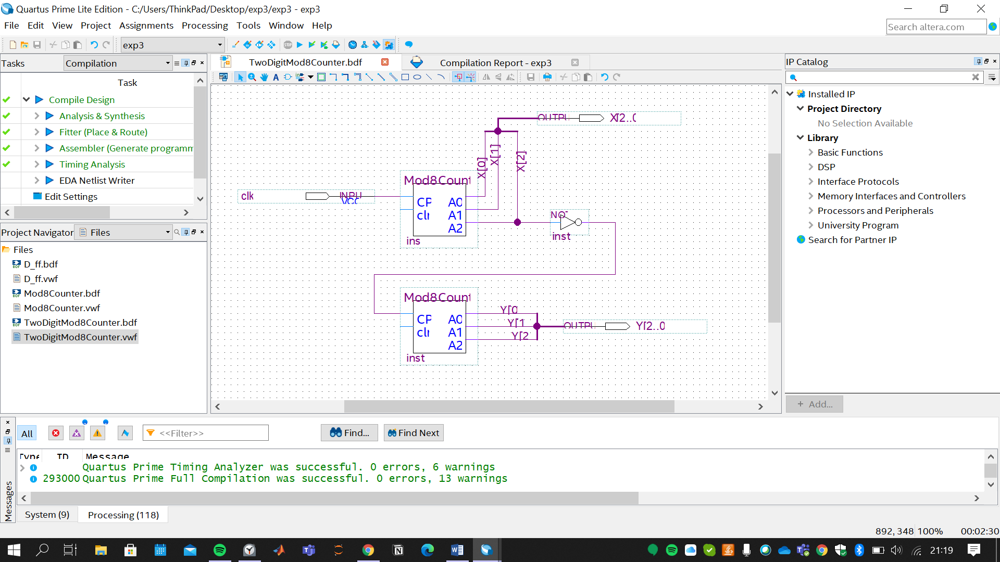 Quartus Prime Lite Edition - C:/Users/ThinkPad/Desktop/exp3/exp3 - exp3
File Edit View Project Assignments Processing Tools Window Help
Search altera.com
exp3
Tasks Compilation
Task
Compile Design
Analysis & Synthesis
Fitter (Place & Route)
Assembler (Generate programm
Timing Analysis
EDA Netlist Writer
Edit Settings
Project Navigator Files
Files
D_ff.bdf
D_ff.vwf
Mod8Counter.bdf
Mod8Counter.vwf
TwoDigitMod8Counter.bdf
TwoDigitMod8Counter.vwf
TwoDigitMod8Counter.bdf
Compilation Report - exp3
OUTPU X[2..0
X[0]
X[1]
X[2]
clk INPU
VCC
Mod8Count
CP A0
clr A1
A2
ins
NOT
inst
Mod8Count
CP A0
clr A1
A2
inst
Y[0
Y[1
Y[2
OUTPU Y[2..0
IP Catalog
Installed IP
Project Directory
No Selection Available
Library
Basic Functions
DSP
Interface Protocols
Memory Interfaces and Controllers
Processors and Peripherals
University Program
Search for Partner IP
+ Add...
All <<Filter>> Find... Find Next
Type ID Message
Quartus Prime Timing Analyzer was successful. 0 errors, 6 warnings
293000 Quartus Prime Full Compilation was successful. 0 errors, 13 warnings
Messages
System (9) Processing (118)
892, 348 100% 00:02:30
21:19